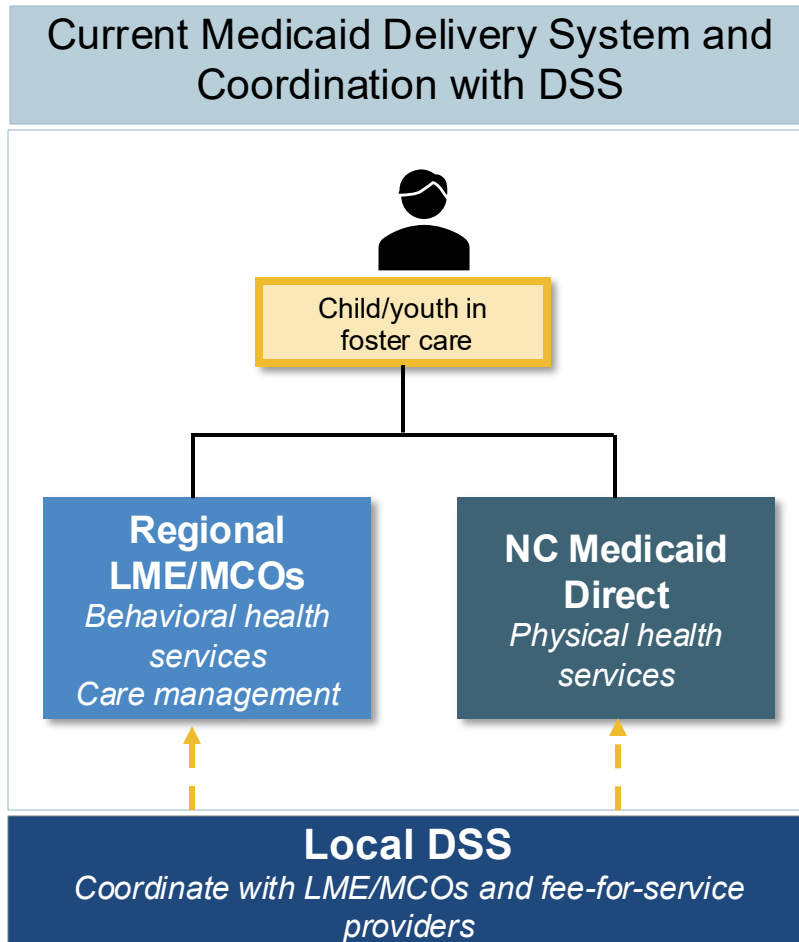 Current Medicaid Delivery System and
Coordination with DSS
Child/youth in
foster care
Regional
LME/MCOs
Behavioral health
services
Care management
NC Medicaid
Direct
Physical health
services
Local DSS
Coordinate with LME/MCOs and fee-for-service
providers